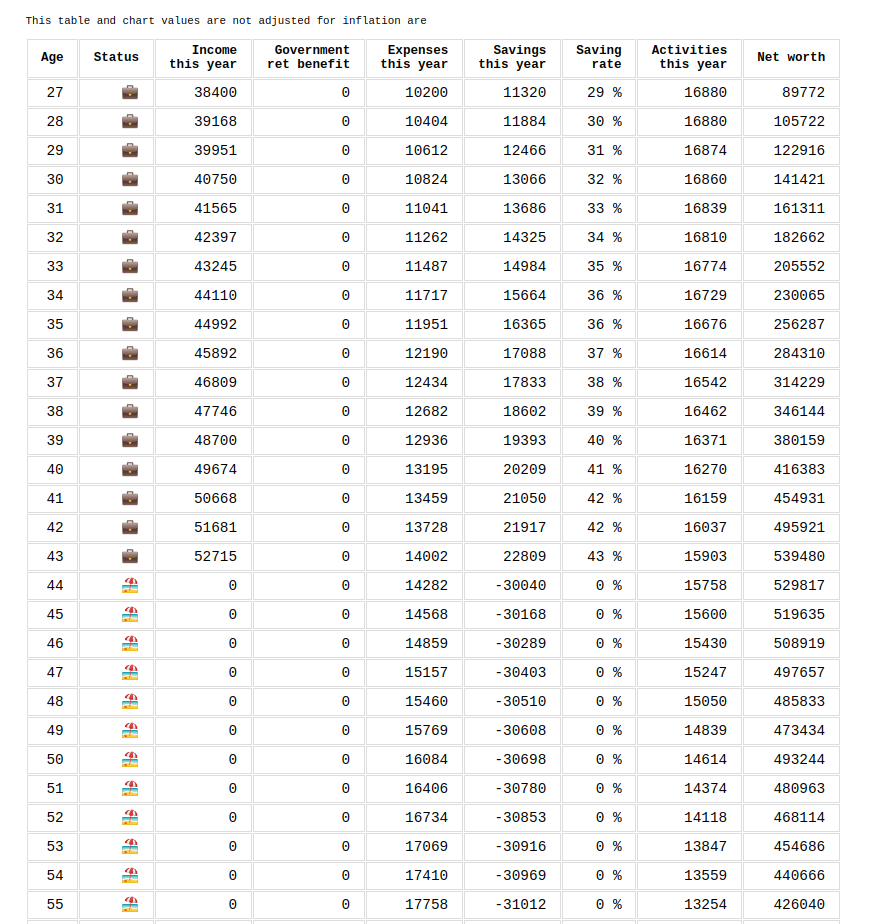 This table and chart values are not adjusted for inflation are
Age Status Income this year Government ret benefit Expenses this year Savings this year Saving rate Activities this year Net worth
27 38400 0 10200 11320 29 % 16880 89772
28 39168 0 10404 11884 30 % 16880 105722
29 39951 0 10612 12466 31 % 16874 122916
30 40750 0 10824 13066 32 % 16860 141421
31 41565 0 11041 13686 33 % 16839 161311
32 42397 0 11262 14325 34 % 16810 182662
33 43245 0 11487 14984 35 % 16774 205552
34 44110 0 11717 15664 36 % 16729 230065
35 44992 0 11951 16365 36 % 16676 256287
36 45892 0 12190 17088 37 % 16614 284310
37 46809 0 12434 17833 38 % 16542 314229
38 47746 0 12682 18602 39 % 16462 346144
39 48700 0 12936 19393 40 % 16371 380159
40 49674 0 13195 20209 41 % 16270 416383
41 50668 0 13459 21050 42 % 16159 454931
42 51681 0 13728 21917 42 % 16037 495921
43 52715 0 14002 22809 43 % 15903 539480
44 0 0 14282 -30040 0 % 15758 529817
45 0 0 14568 -30168 0 % 15600 519635
46 0 0 14859 -30289 0 % 15430 508919
47 0 0 15157 -30403 0 % 15247 497657
48 0 0 15460 -30510 0 % 15050 485833
49 0 0 15769 -30608 0 % 14839 473434
50 0 0 16084 -30698 0 % 14614 493244
51 0 0 16406 -30780 0 % 14374 480963
52 0 0 16734 -30853 0 % 14118 468114
53 0 0 17069 -30916 0 % 13847 454686
54 0 0 17410 -30969 0 % 13559 440666
55 0 0 17758 -31012 0 % 13254 426040